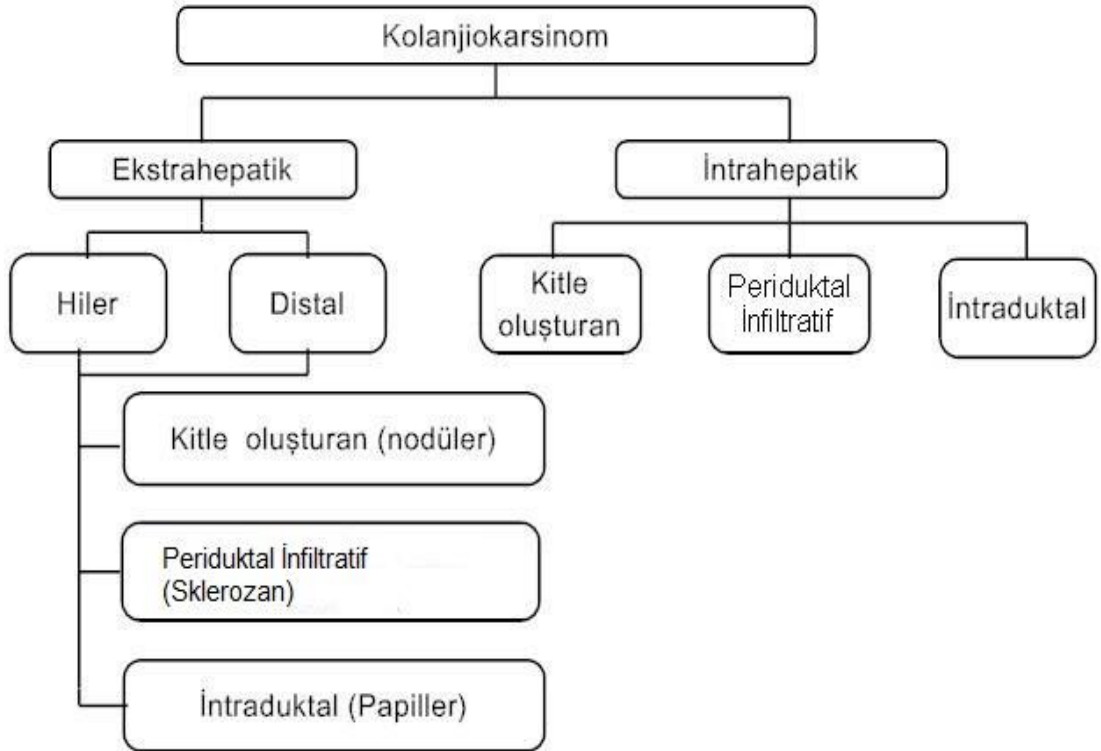 Kolanjiokarsinom
Ekstrahepatik
İntrahepatik
Hiler
Distal
Kitle
oluşturan
Periduktal
İnfiltratif
İntraduktal
Kitle oluşturan (nodüler)
Periduktal İnfiltratif
(Sklerozan)
İntraduktal (Papiller)